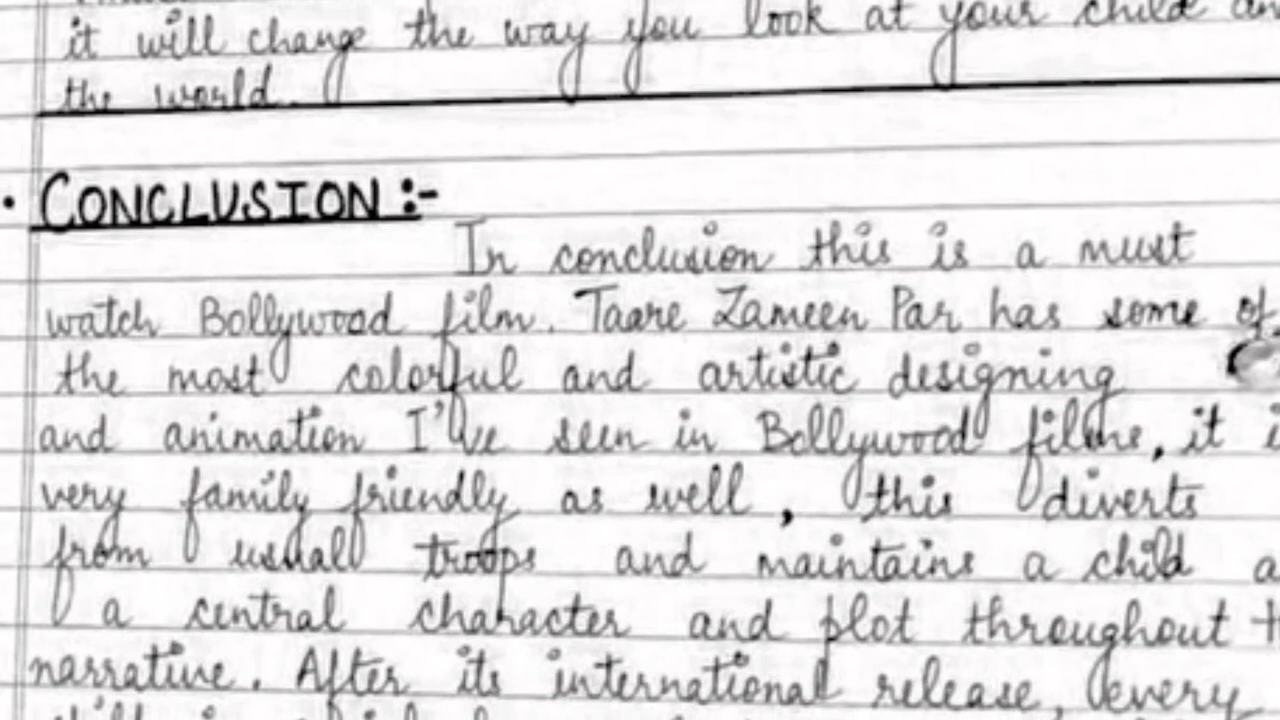 it will change the way you look at your child an
the world.
• CONCLUSION :-
In conclusion this is a must
watch Bollywood film. Taare Zameen Par has some of
the most colorful and artistic designing
and animation I've seen in Bollywood films, it i
very family friendly as well, this diverts
from usual troops and maintains a child a
a central character and plot throughout t
narrative. After its international release, every